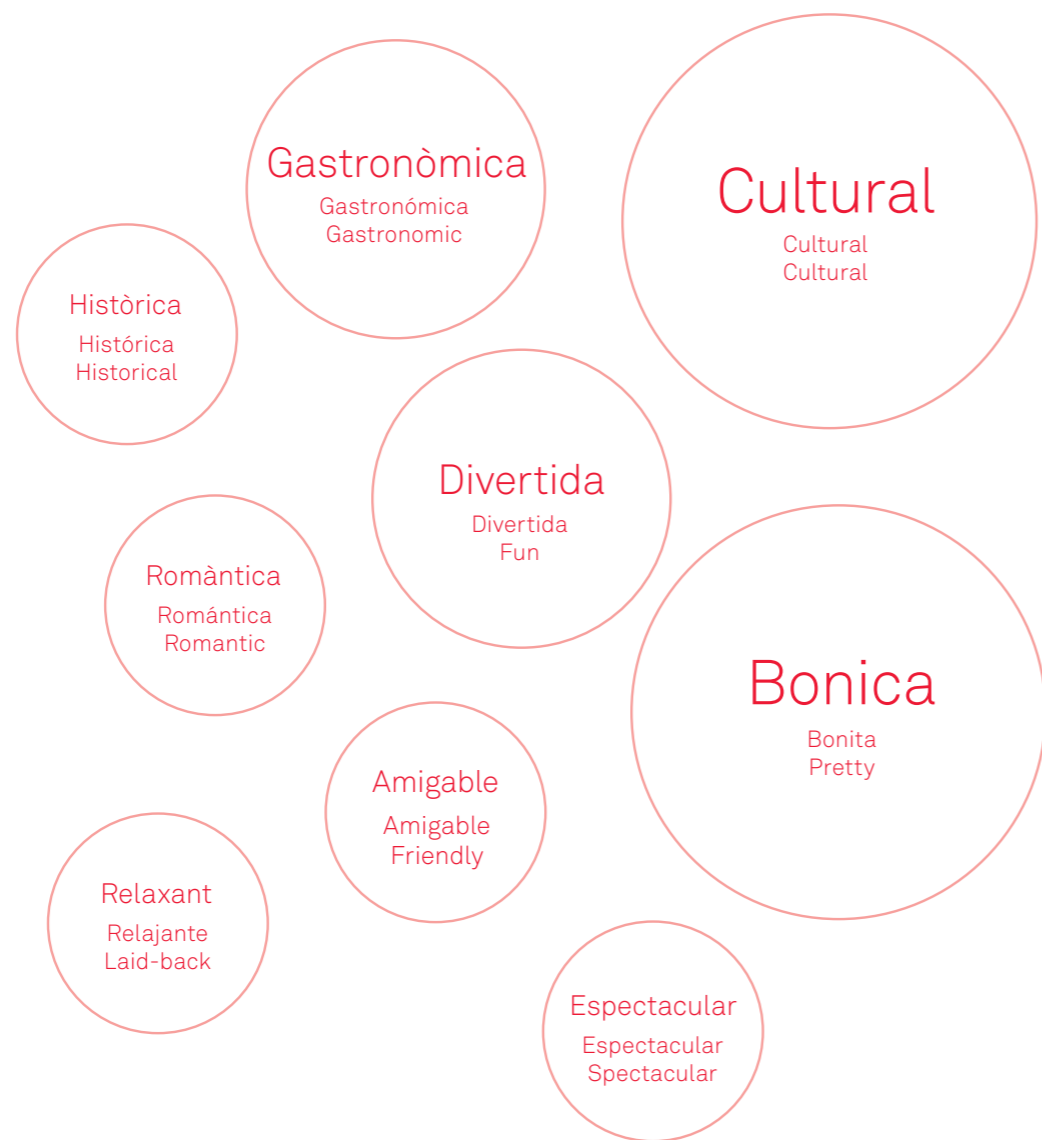 Gastronòmica
Gastronómica
Gastronomic
Cultural
Cultural
Cultural
Històrica
Histórica
Historical
Divertida
Divertida
Fun
Romàntica
Romántica
Romantic
Bonica
Bonita
Pretty
Amigable
Amigable
Friendly
Relaxant
Relajante
Laid-back
Espectacular
Espectacular
Spectacular